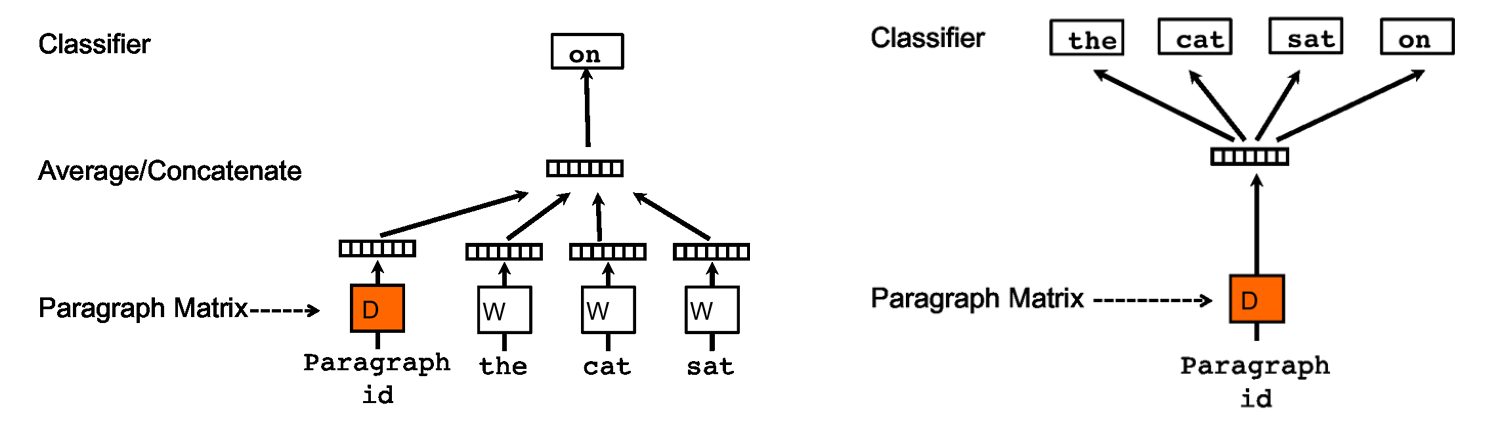 Classifier
on
Average/Concatenate
Paragraph Matrix
D
W
W
W
Paragraph
id
the
cat
sat
Classifier
the
cat
sat
on
Paragraph Matrix
D
Paragraph
id